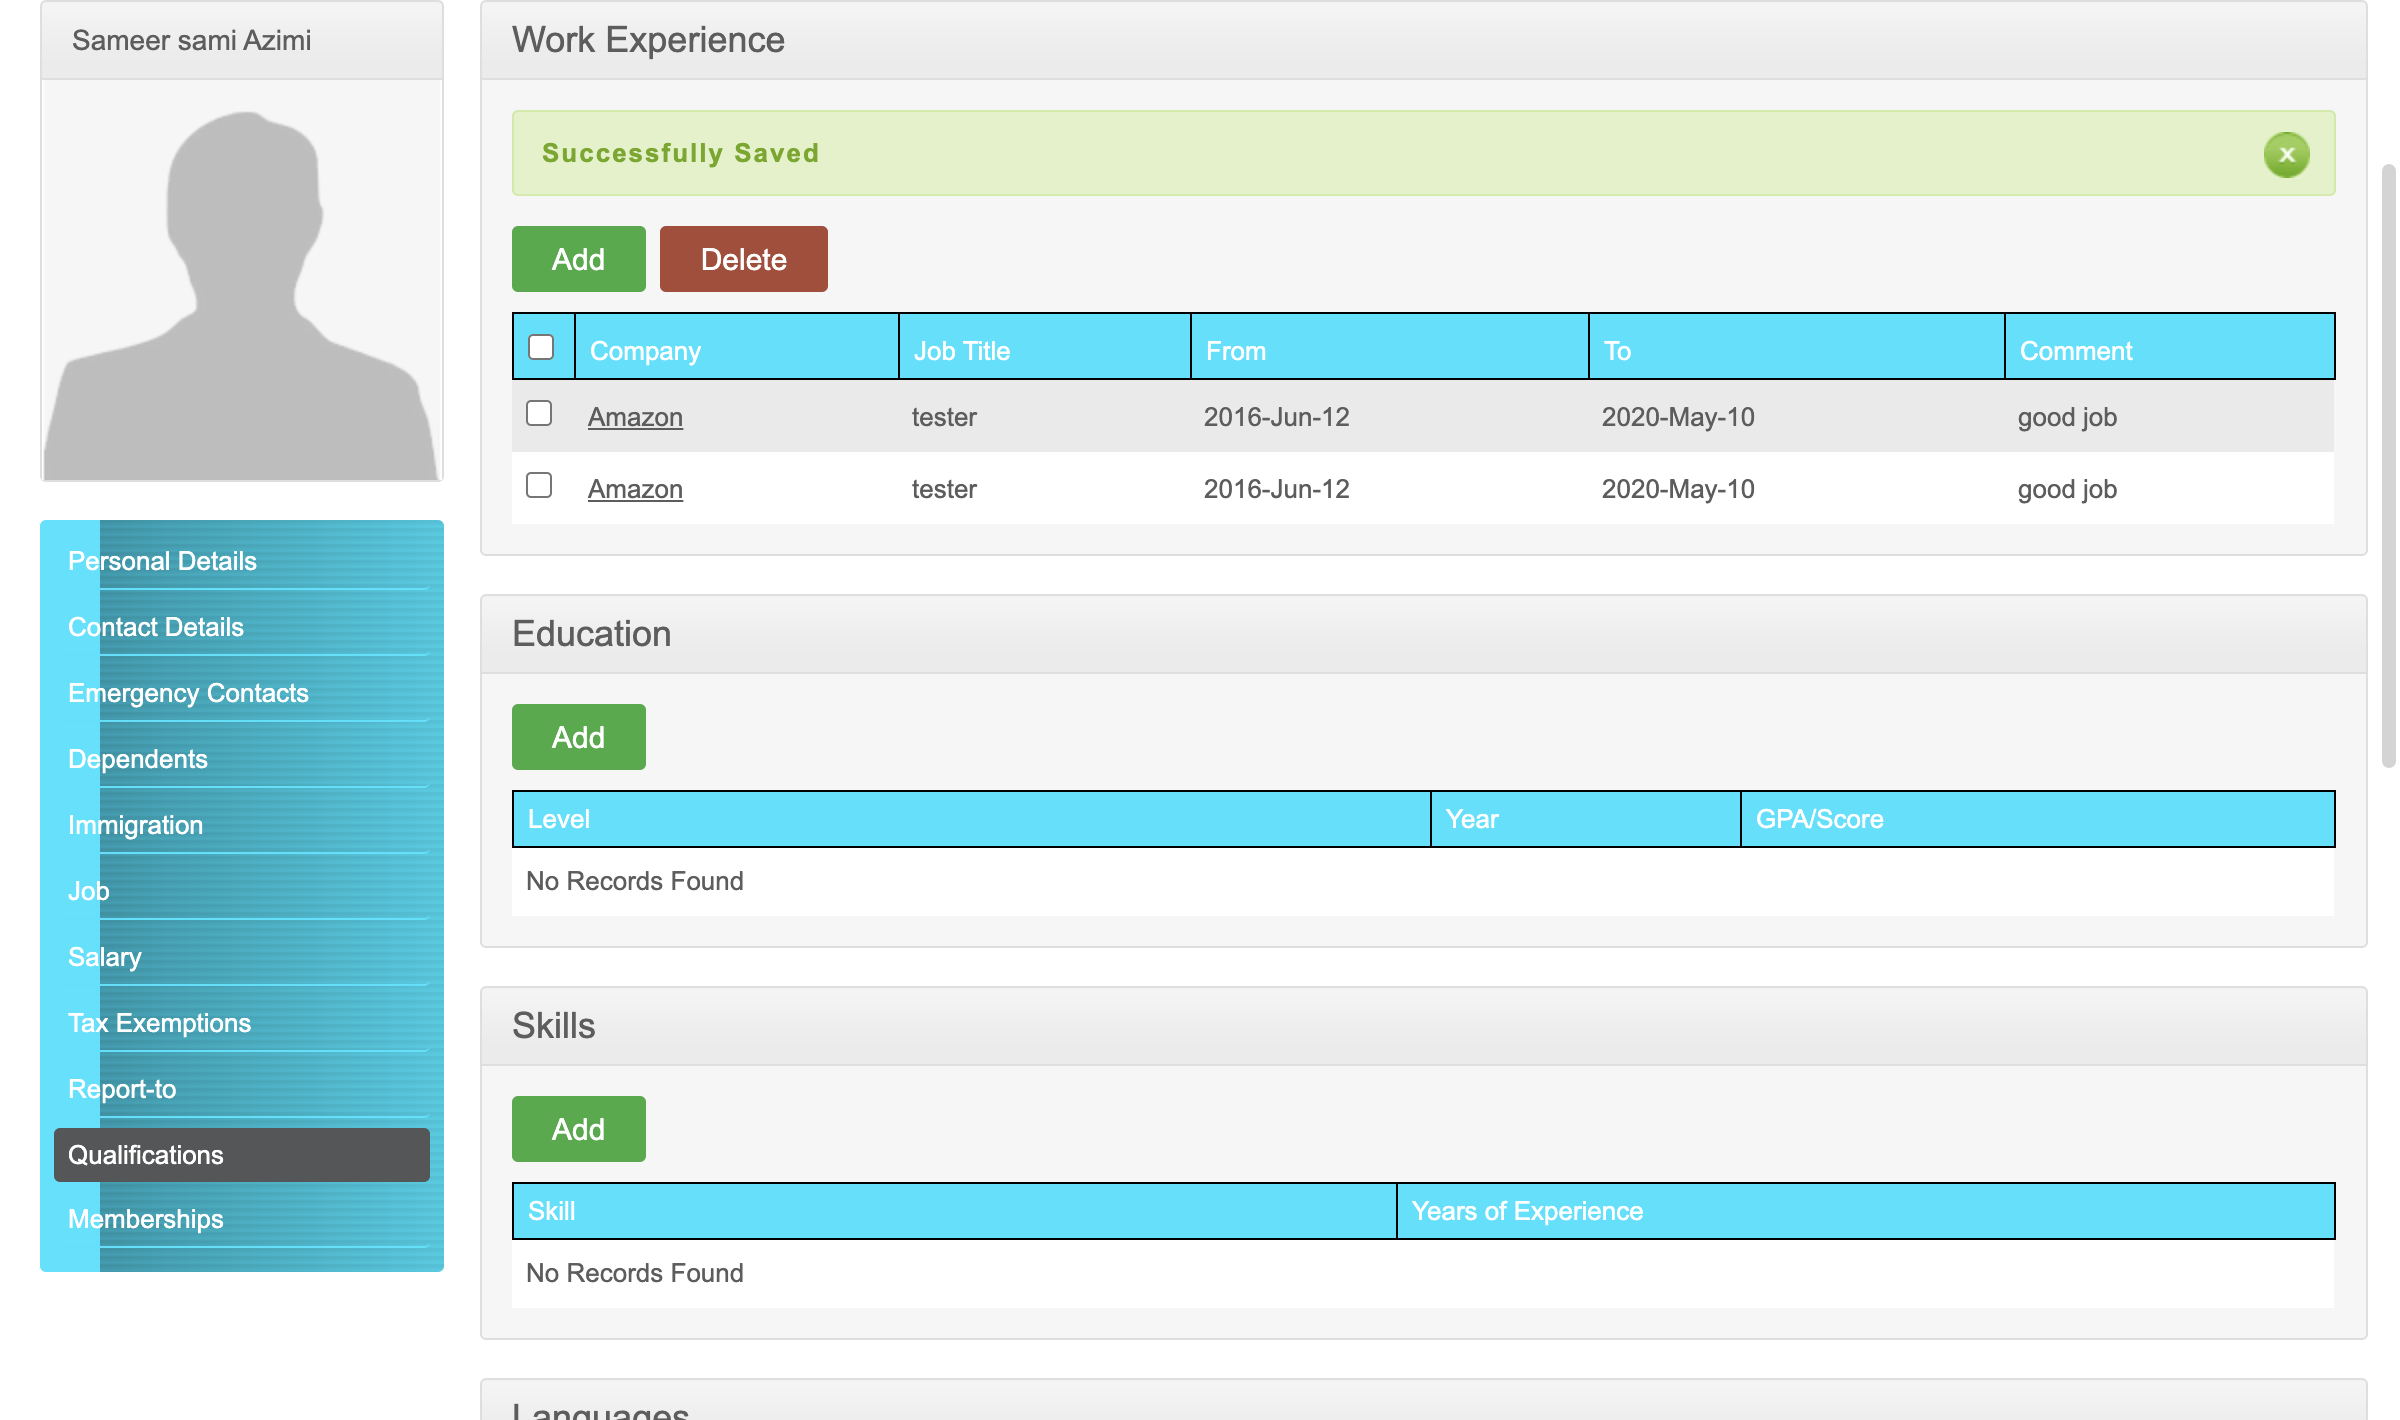 Sameer sami Azimi
Personal Details
Contact Details
Emergency Contacts
Dependents
Immigration
Job
Salary
Tax Exemptions
Report-to
Qualifications
Memberships
Work Experience
Successfully Saved
x
Add Delete
Company Job Title From To Comment
Amazon tester 2016-Jun-12 2020-May-10 good job
Amazon tester 2016-Jun-12 2020-May-10 good job
Education
Add
Level Year GPA/Score
No Records Found
Skills
Add
Skill Years of Experience
No Records Found
Languages